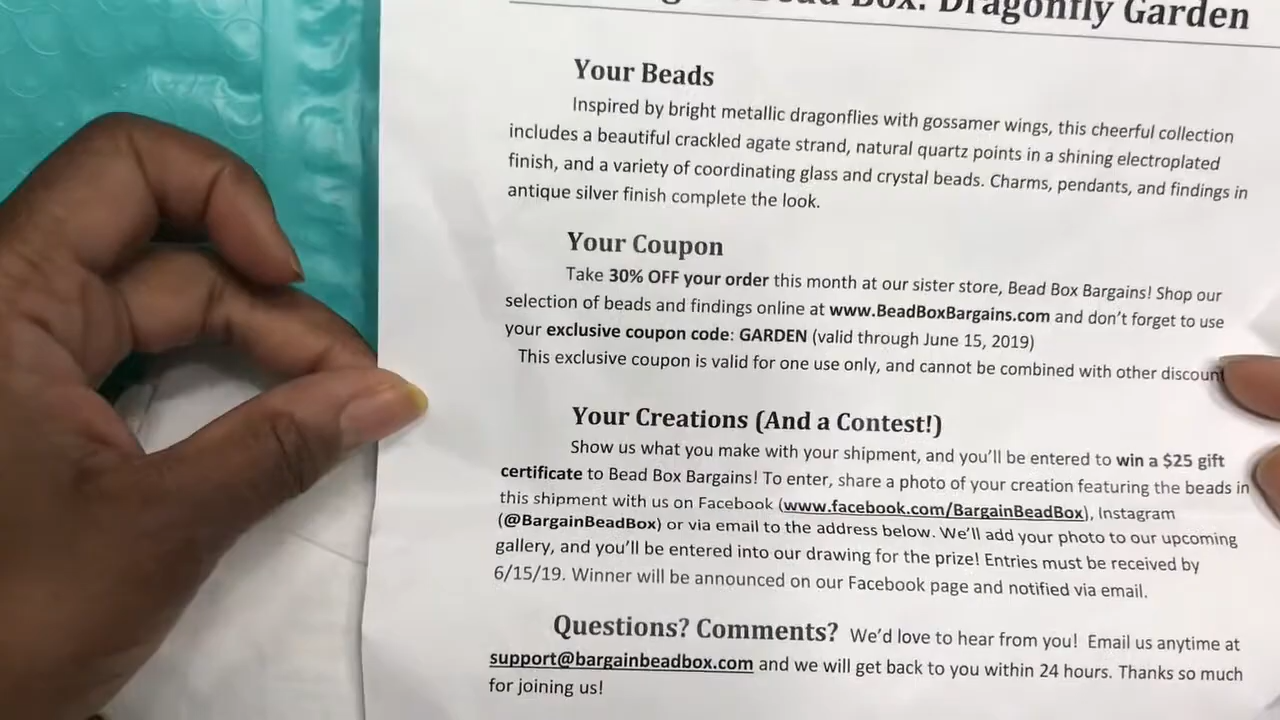 Bead Box: Dragonfly Garden
Your Beads
Inspired by bright metallic dragonflies with gossamer wings, this cheerful collection
includes a beautiful crackled agate strand, natural quartz points in a shining electroplated
finish, and a variety of coordinating glass and crystal beads. Charms, pendants, and findings in
antique silver finish complete the look.
Your Coupon
Take 30% OFF your order this month at our sister store, Bead Box Bargains! Shop our
selection of beads and findings online at www.BeadBoxBargains.com and don't forget to use
your exclusive coupon code: GARDEN (valid through June 15, 2019)
This exclusive coupon is valid for one use only, and cannot be combined with other discount
Your Creations (And a Contest!)
Show us what you make with your shipment, and you'll be entered to win a $25 gift
certificate to Bead Box Bargains! To enter, share a photo of your creation featuring the beads in
this shipment with us on Facebook (www.facebook.com/BargainBeadBox), Instagram
(@BargainBeadBox) or via email to the address below. We'll add your photo to our upcoming
gallery, and you'll be entered into our drawing for the prize! Entries must be received by
6/15/19. Winner will be announced on our Facebook page and notified via email.
Questions? Comments? We'd love to hear from you! Email us anytime at
support@bargainbeadbox.com and we will get back to you within 24 hours. Thanks so much
for joining us!